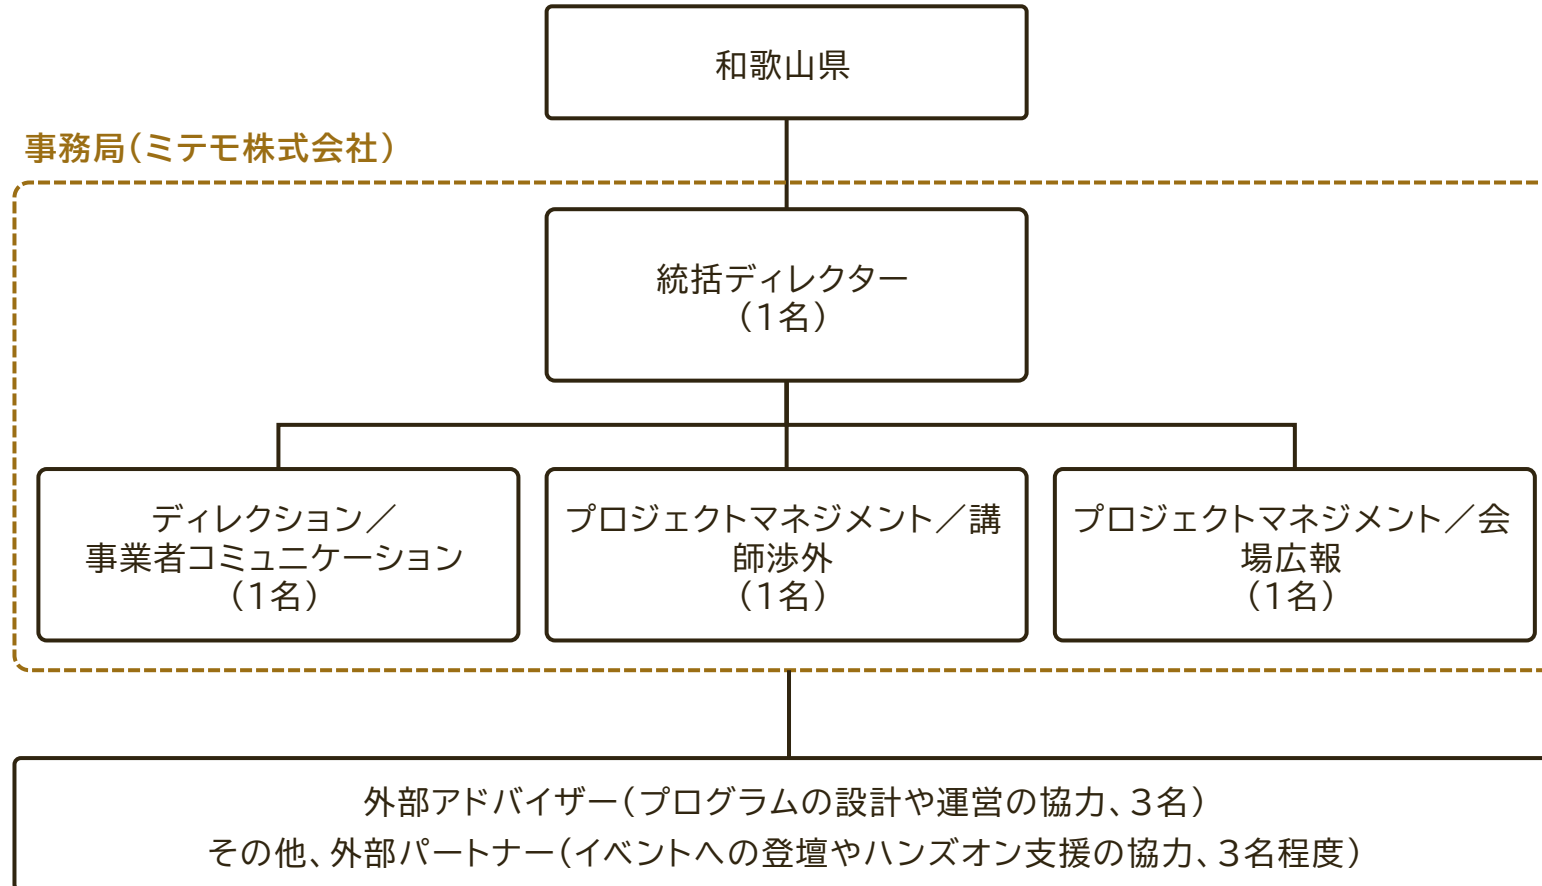 和歌山県
事務局（ミテモ株式会社）
統括ディレクター
（1名）
ディレクション／
事業者コミュニケーション
（1名）
プロジェクトマネジメント／講
師渉外
（1名）
プロジェクトマネジメント／会
場広報
（1名）
外部アドバイザー（プログラムの設計や運営の協力、3名）
その他、外部パートナー（イベントへの登壇やハンズオン支援の協力、3名程度）